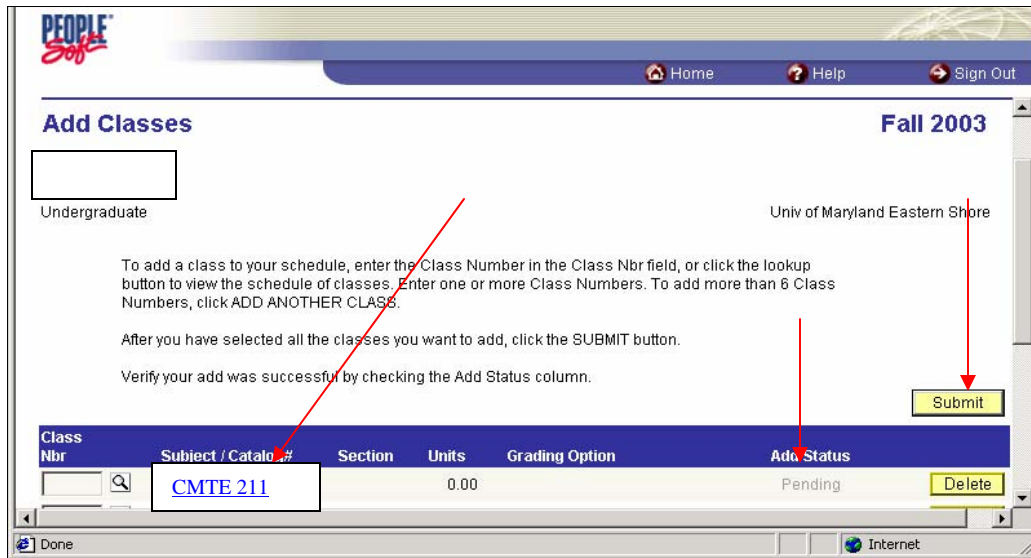 PEOPLE
Soft
Home Help Sign Out
Add Classes Fall 2003
Undergraduate Univ of Maryland Eastern Shore
To add a class to your schedule, enter the Class Number in the Class Nbr field, or click the lookup
button to view the schedule of classes. Enter one or more Class Numbers. To add more than 6 Class
Numbers, click ADD ANOTHER CLASS.
After you have selected all the classes you want to add, click the SUBMIT button.
Verify your add was successful by checking the Add Status column.
Submit
Class
Nbr Subject / Catalog# Section Units Grading Option Add Status
CMTE 211 0.00 Pending Delete
Done Internet